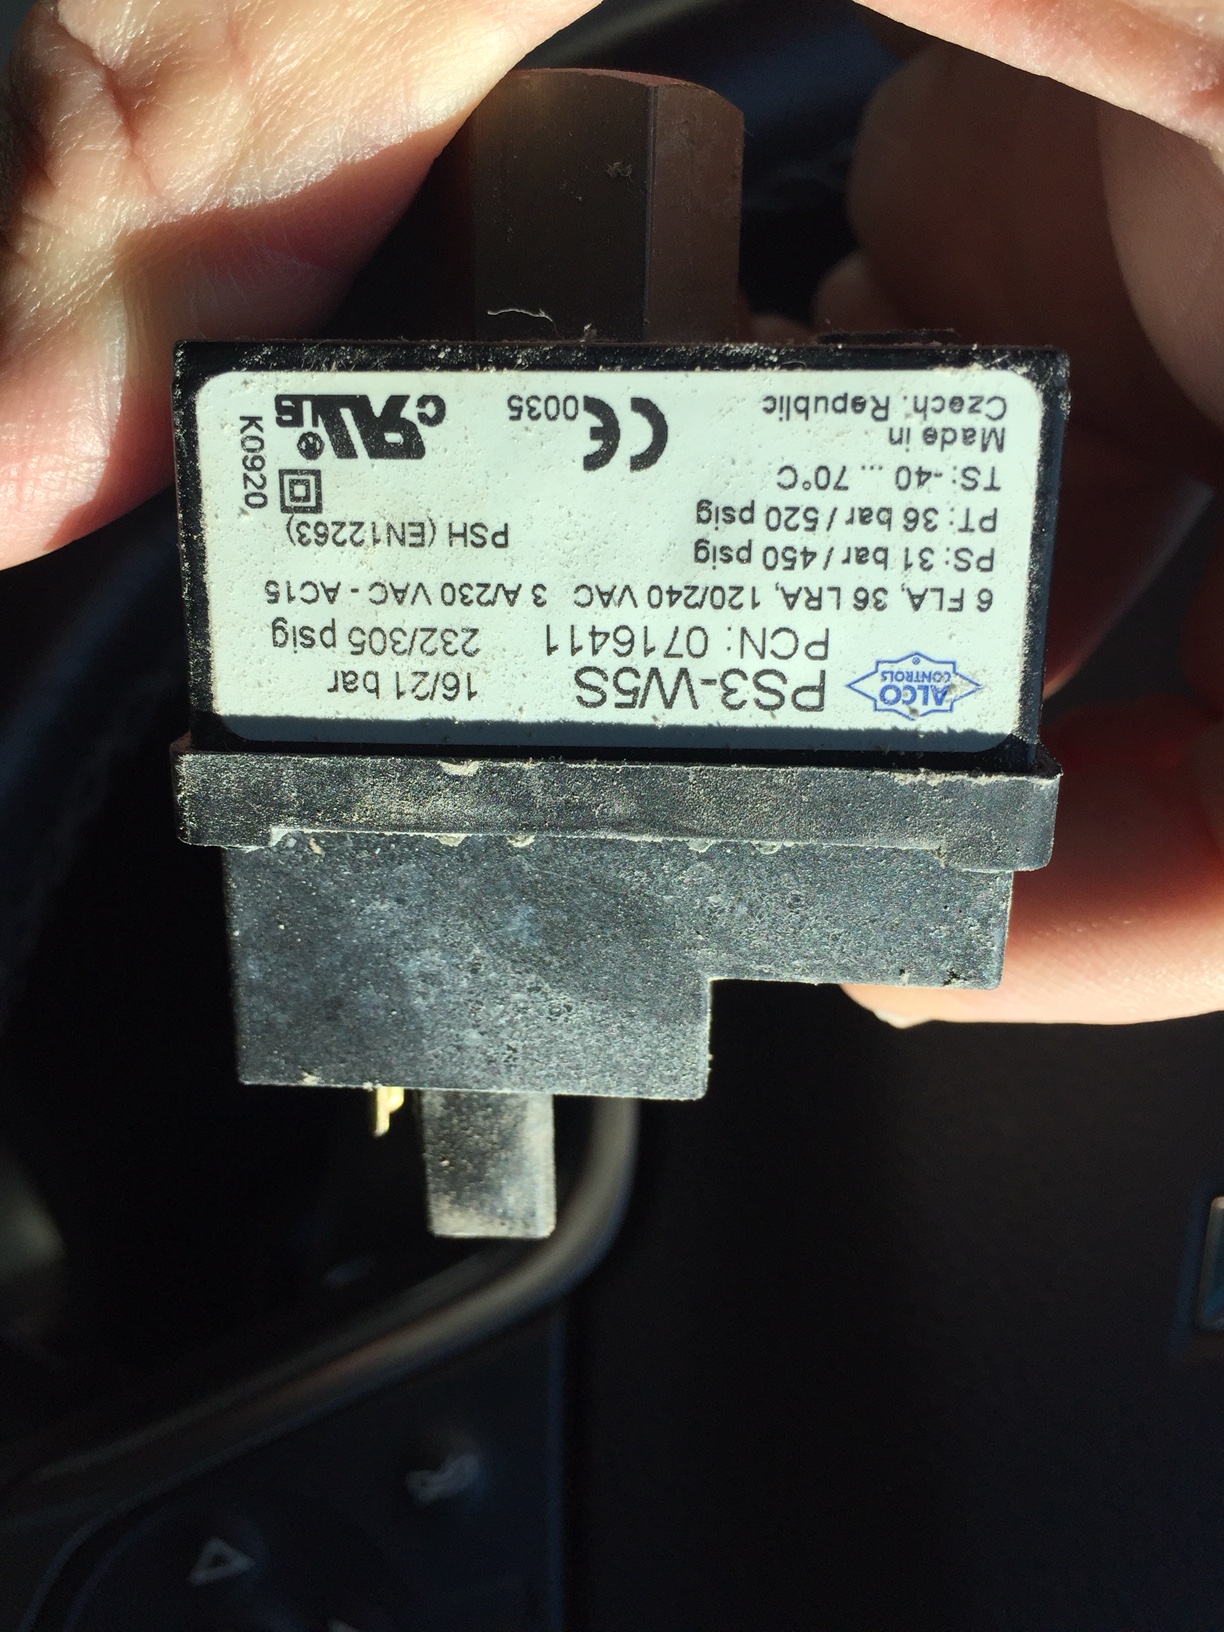 ALCO
CONTROLS
PS3-W5S
16/21 bar
PCN: 0716411
232/305 psig
6 FLA, 36 LRA, 120/240 VAC 3 A/230 VAC - AC15
PS: 31 bar / 450 psig
PT: 36 bar / 520 psig
PSH (EN12263)
TS: -40 ... 70°C
Made in
Czech. Republic
CE 0035
c RU ® US
K0920,